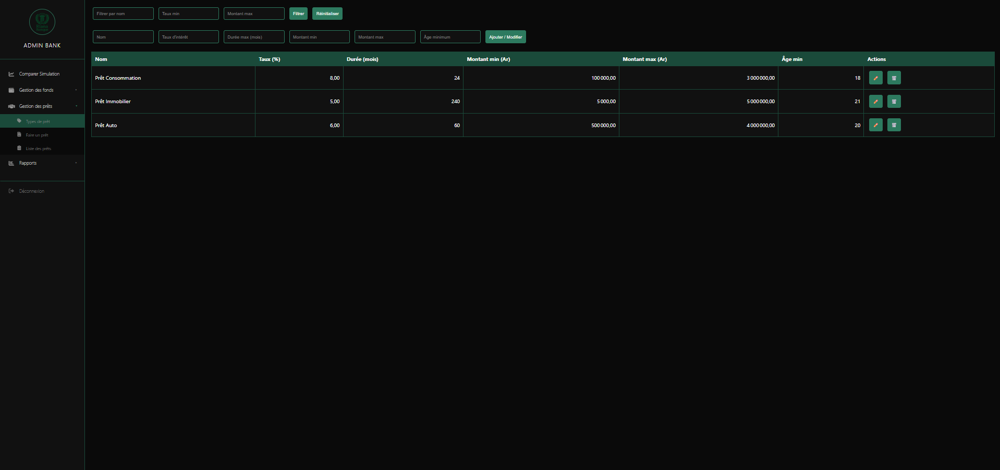 Riana
Banque
ADMIN BANK
Comparer Simulation
Gestion des fonds
Gestion des prêts
Types de prêt
Faire un prêt
Liste des prêts
Rapports
Déconnexion
Filtrer par nom Taux min Montant max Filtrer Réinitialiser
Nom Taux d'intérêt Durée max (mois) Montant min Montant max Âge minimum Ajouter / Modifier
Nom Taux (%) Durée (mois) Montant min (Ar) Montant max (Ar) Âge min Actions
Prêt Consommation 8,00 24 100 000,00 3 000 000,00 18
Prêt Immobilier 5,00 240 5 000,00 5 000 000,00 21
Prêt Auto 6,00 60 500 000,00 4 000 000,00 20